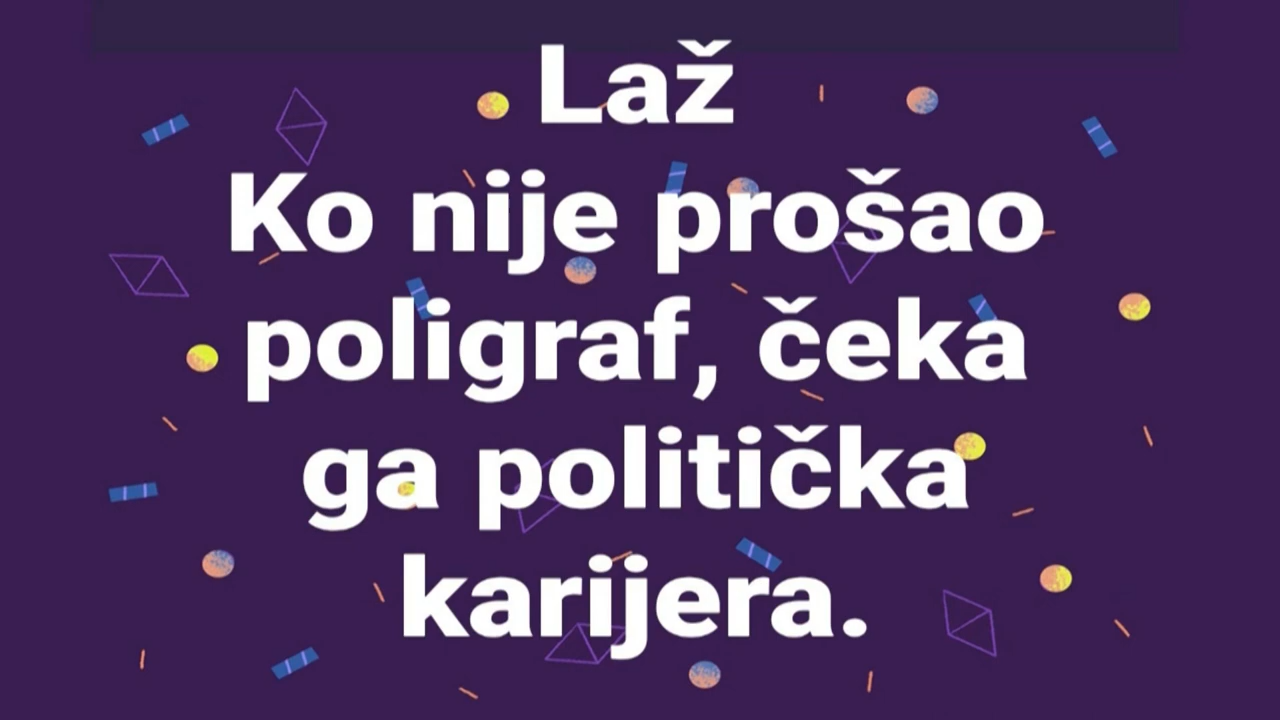 Laž
Ko nije prošao
poligraf, čeka
ga politička
karijera.